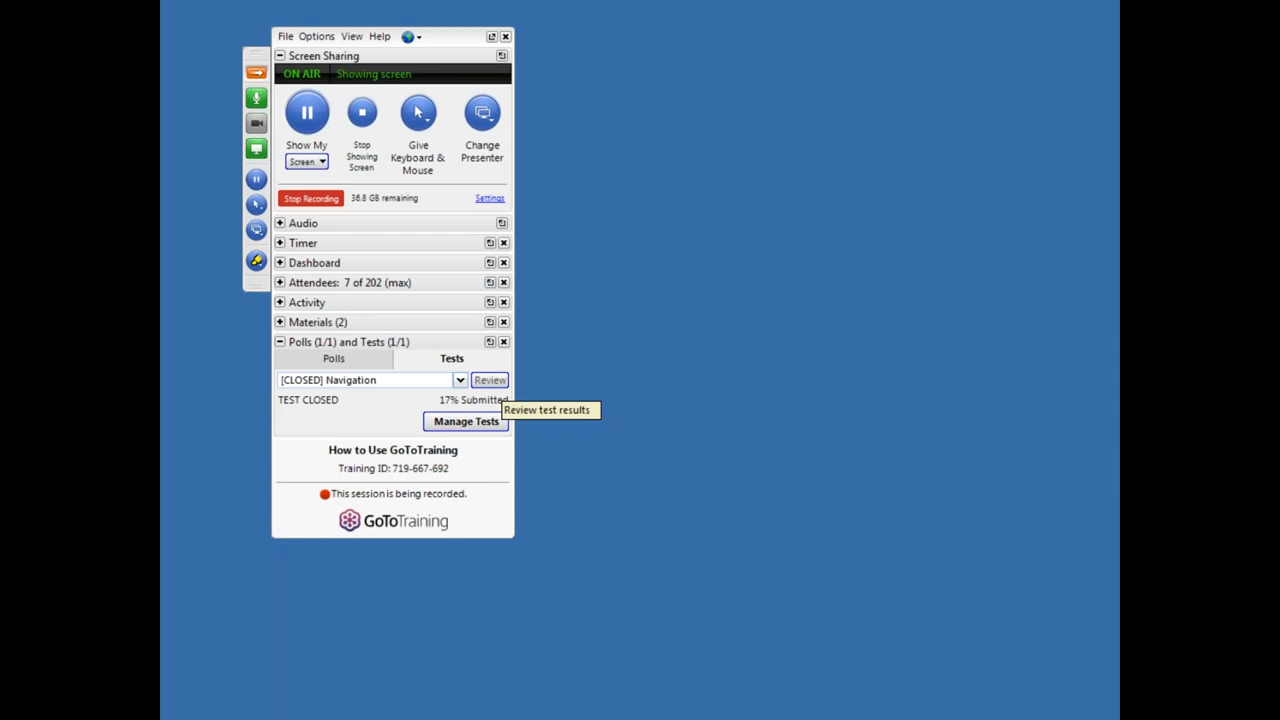 File Options View Help
Screen Sharing
ON AIR Showing screen
Show My
Screen
Stop
Showing
Screen
Give
Keyboard &
Mouse
Change
Presenter
Stop Recording 36.8 GB remaining Settings
Audio
Timer
Dashboard
Attendees: 7 of 202 (max)
Activity
Materials (2)
Polls (1/1) and Tests (1/1)
Polls Tests
[CLOSED] Navigation Review
TEST CLOSED 17% Submitted
Review test results
Manage Tests
How to Use GoToTraining
Training ID: 719-667-692
This session is being recorded.
GoToTraining